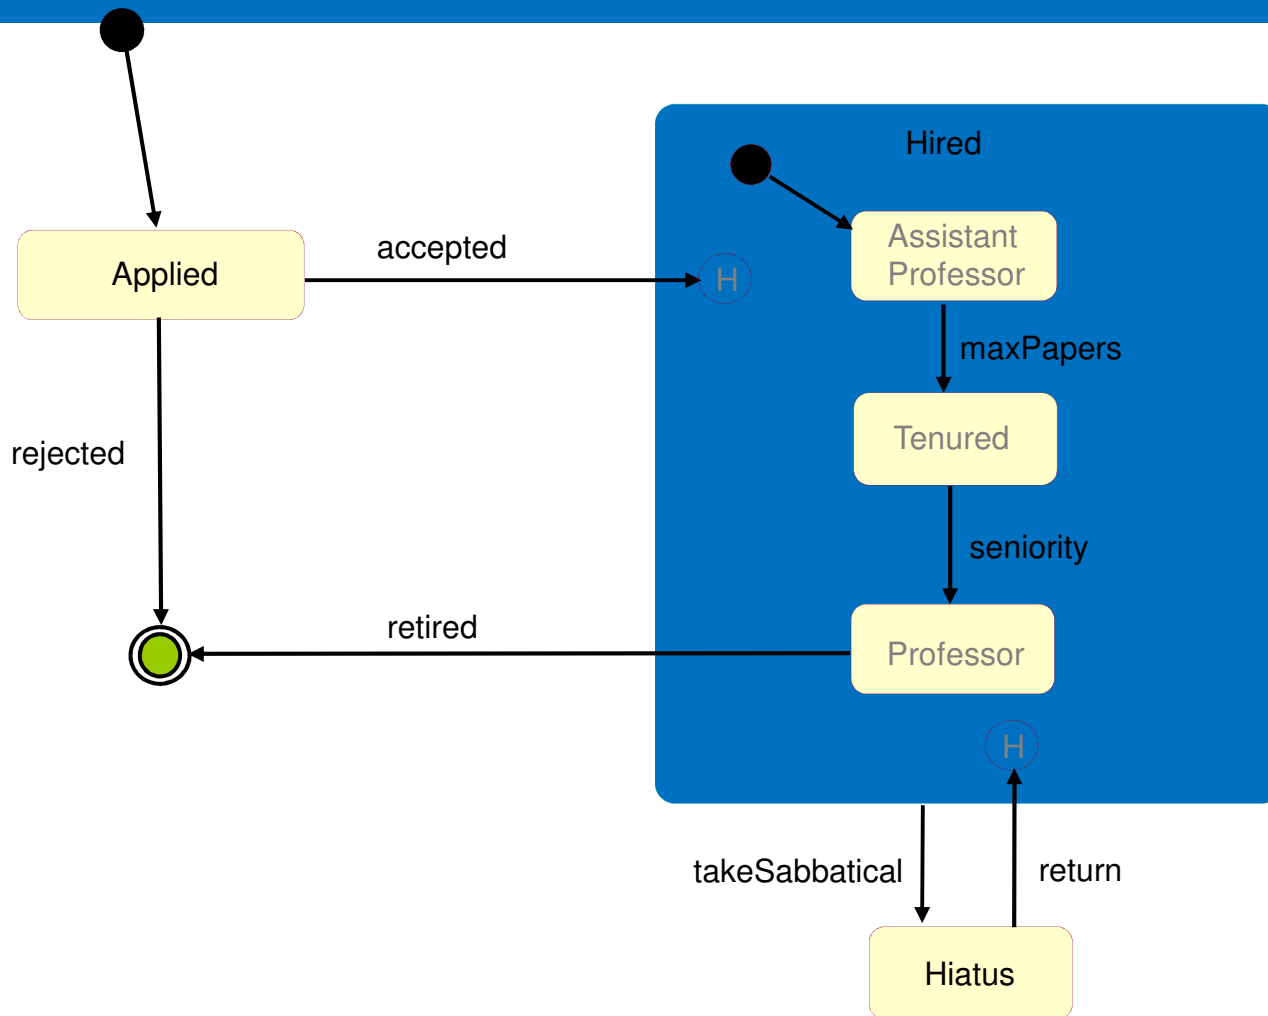 Hired
Assistant
Professor
accepted
Applied
H
maxPapers
Tenured
rejected
seniority
retired
Professor
H
takeSabbatical
return
Hiatus